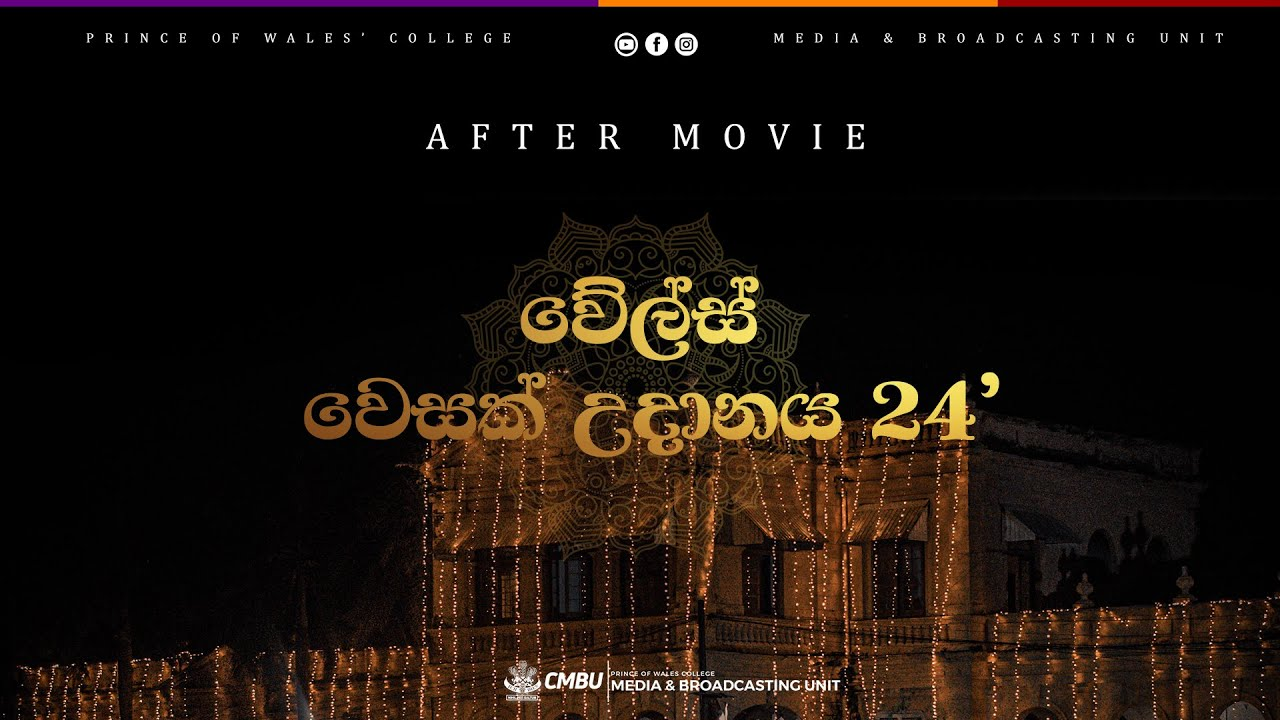 PRINCE OF WALES’ COLLEGE
MEDIA & BROADCASTING UNIT
AFTER MOVIE
වේල්ස්
වෙසක් උදානය 24’
CMBU
PRINCE OF WALES COLLEGE
MEDIA & BROADCASTING UNIT